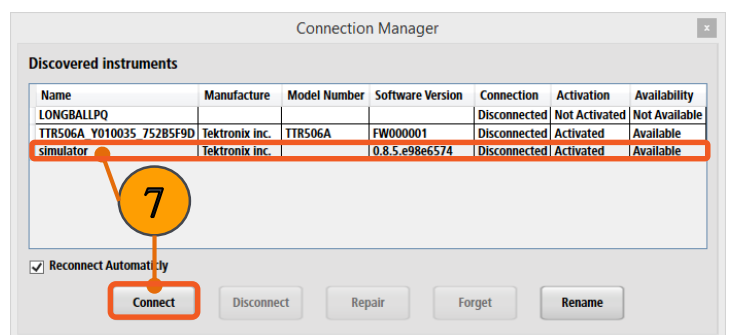 Connection Manager
x
Discovered instruments
Name Manufacture Model Number Software Version Connection Activation Availability
LONGBALLPQ Disconnected Not Activated Not Available
TTR506A_Y010035_752B5F9D Tektronix inc. TTR506A FW000001 Disconnected Activated Available
simulator Tektronix inc. 0.8.5.e98e6574 Disconnected Activated Available
7
Reconnect Automaticly
Connect Disconnect Repair Forget Rename